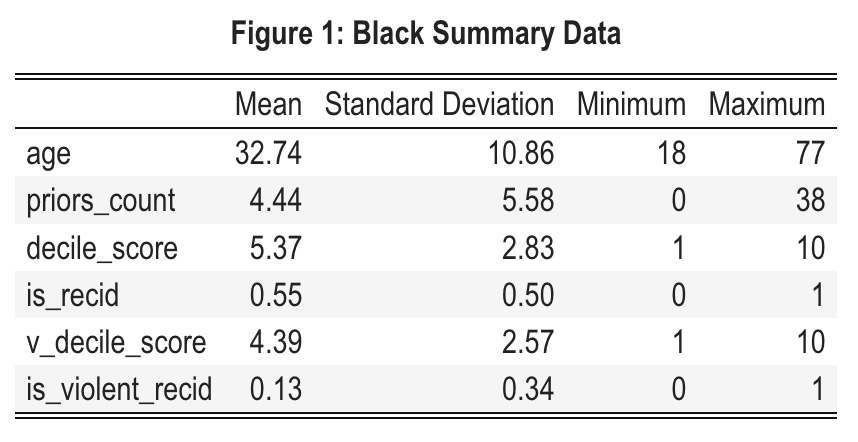 Figure 1: Black Summary Data
Mean Standard Deviation Minimum Maximum
age 32.74 10.86 18 77
priors_count 4.44 5.58 0 38
decile_score 5.37 2.83 1 10
is_recid 0.55 0.50 0 1
v_decile_score 4.39 2.57 1 10
is_violent_recid 0.13 0.34 0 1